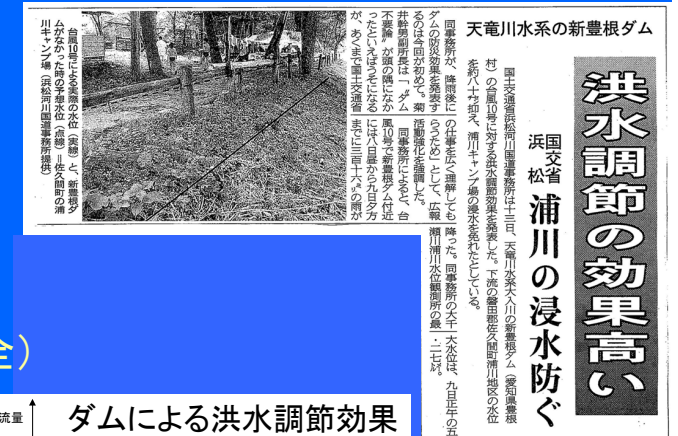 天竜川水系の新豊根ダム
洪水調節の効果高い
国交省
浜松
浦川の浸水防ぐ
国土交通省浜松河川国道事務所は十三日、天竜川水系大入川の新豊根ダム（愛知県豊根
村）の台風10号に対する洪水調節効果を発表した。下流の磐田郡佐久間町浦川地区の水位
を約八十㌢抑え、浦川キャンプ場の浸水を免れたとしている。
同事務所が、降雨後に
ダムの防災効果を発表す
るのは今回が初めて。菊
井幹男副所長は「〝ダム
不要論〟が頭の隅になか
ったといえばうそになる
が、あくまで国土交通省
の仕事を広く理解しても
らうため」として、広報
活動強化を強調した。
同事務所によると、台
風10号で新豊根ダム付近
には八日昼から九日夕方
までに三百十六㍉の雨が
降った。同事務所の大千
瀬川浦川水位観測所の最
大水位は、九日正午の五
・二七㍍。
台風10号による実際の水位（実線）と、新豊根ダ
ムがなかった時の予想水位（点線）＝佐久間町の浦
川キャンプ場（浜松河川国道事務所提供）
全）
流量
ダムによる洪水調節効果